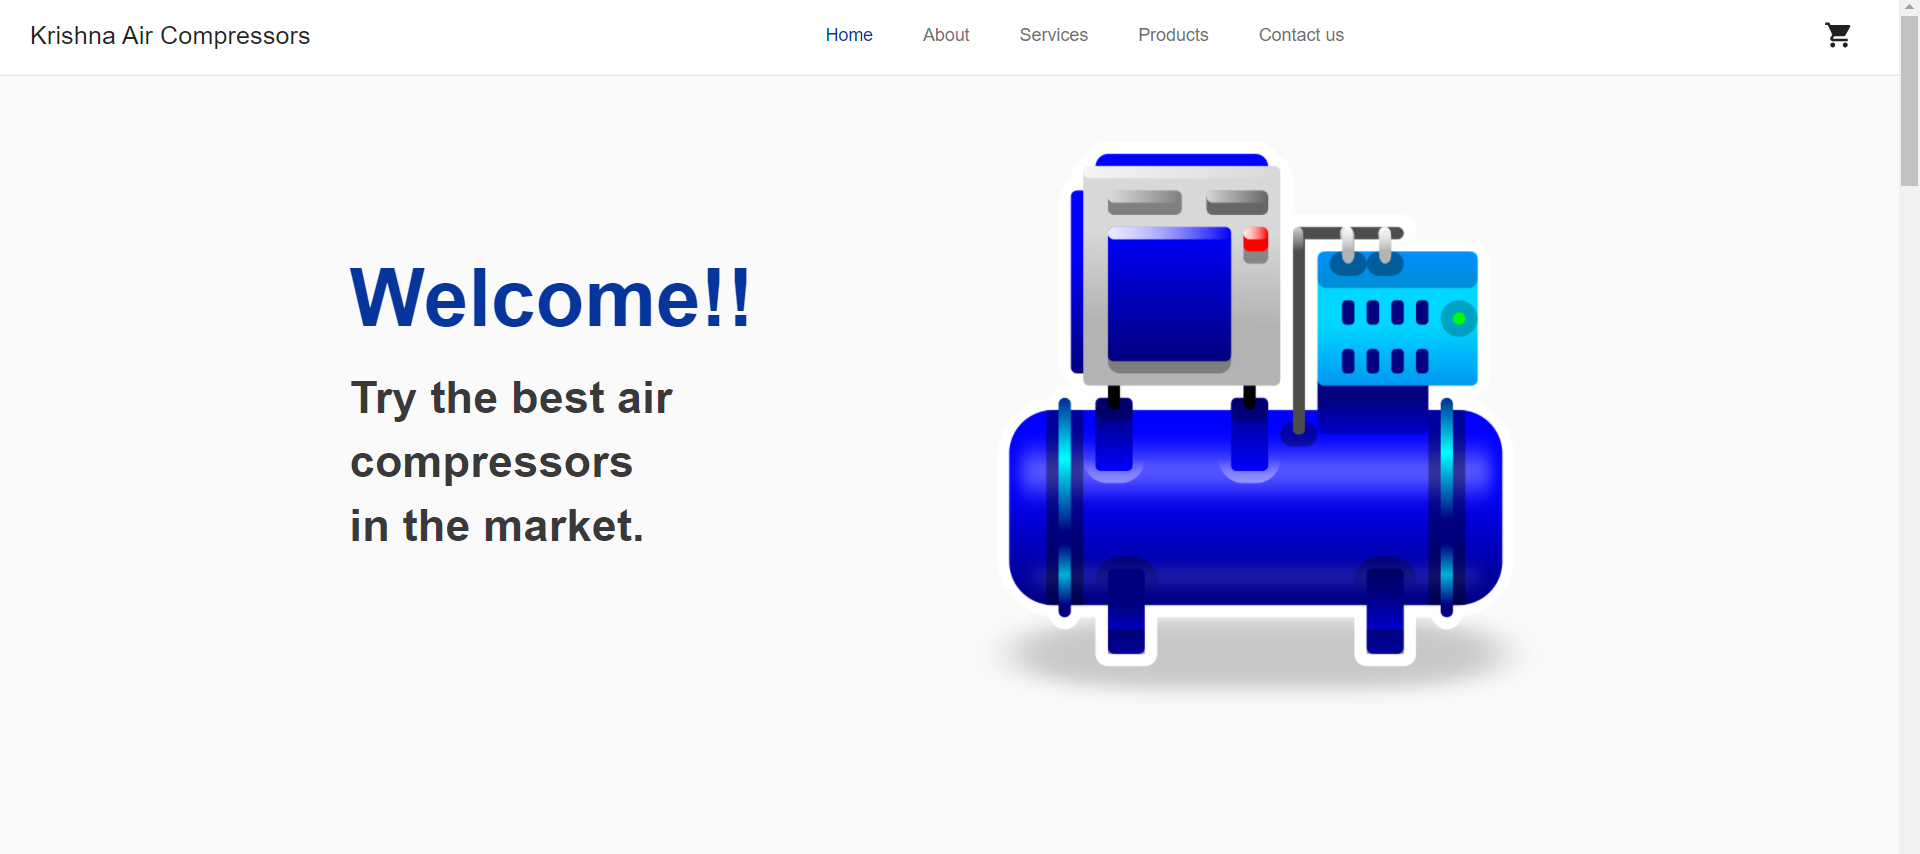 Krishna Air Compressors
Home
About
Services
Products
Contact us
Welcome!!
Try the best air
compressors
in the market.